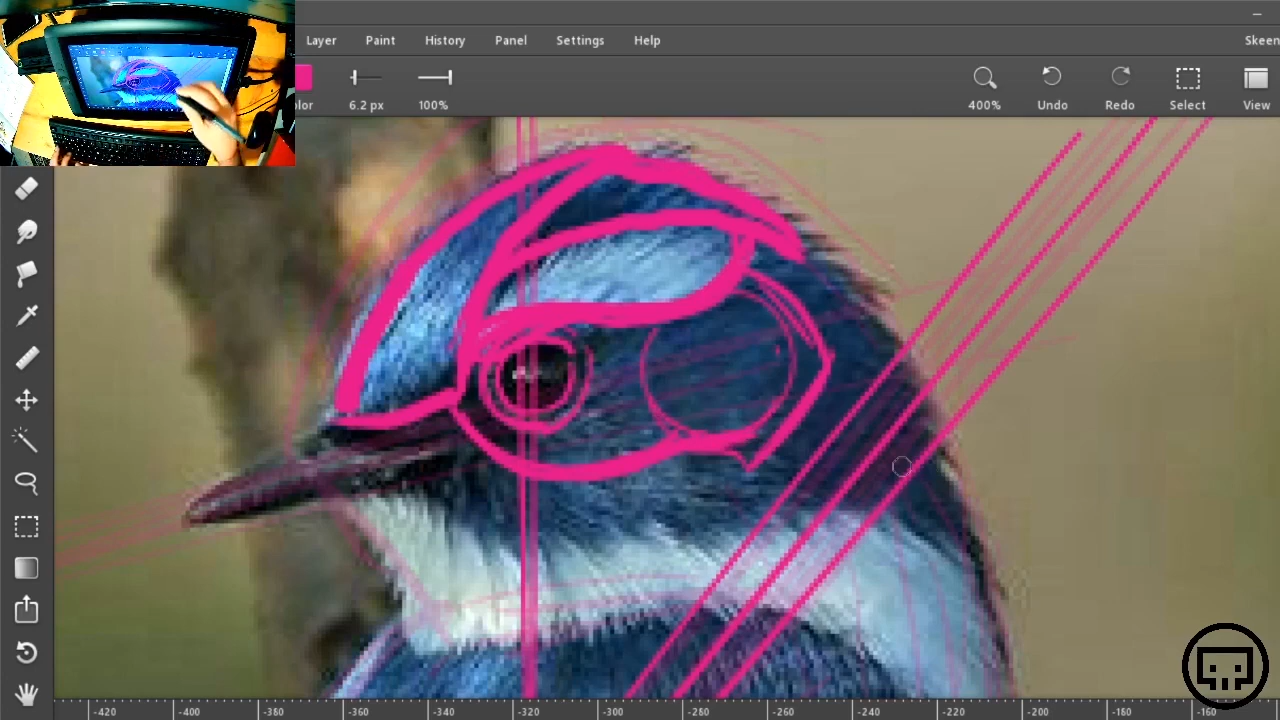 Layer Paint History Panel Settings Help Skeen
olor 6.2 px 100% 400% Undo Redo Select View
-420 -400 -380 -360 -340 -320 -300 -280 -260 -240 -220 -200 -180 -160